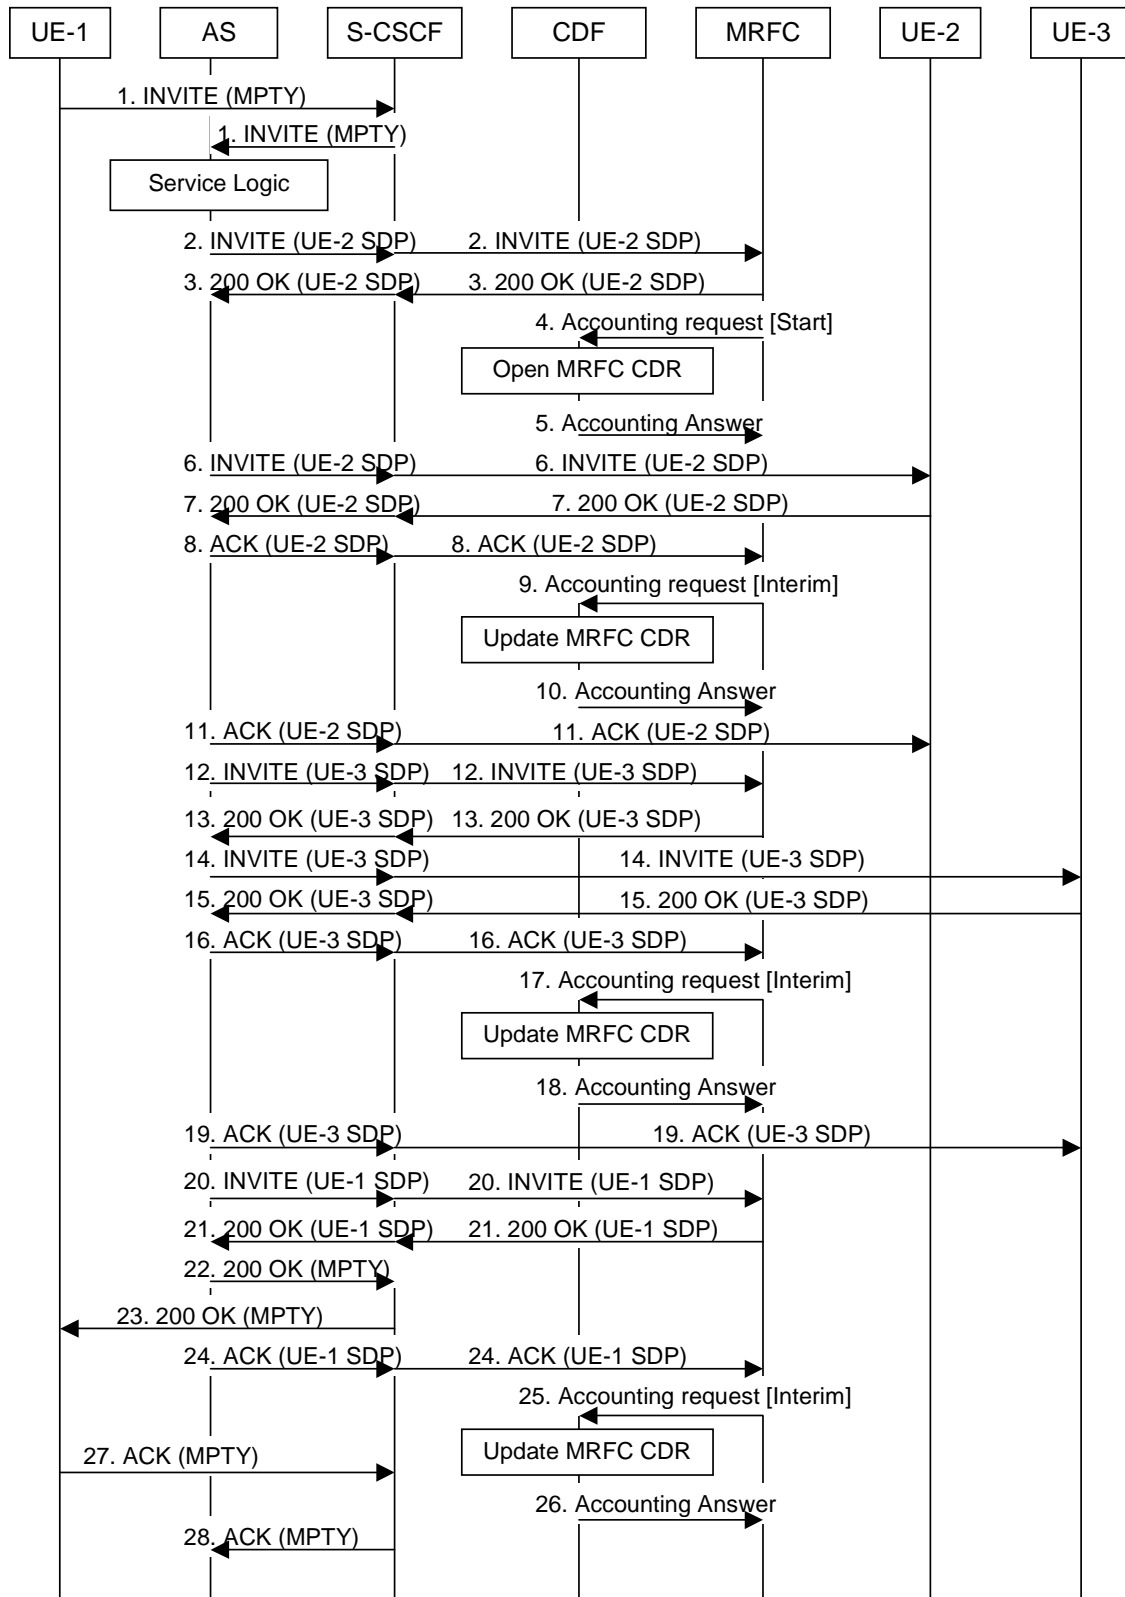 UE-1 AS S-CSCF CDF MRFC UE-2 UE-3
1. INVITE (MPTY)
1. INVITE (MPTY)
Service Logic
2. INVITE (UE-2 SDP) 2. INVITE (UE-2 SDP)
3. 200 OK (UE-2 SDP) 3. 200 OK (UE-2 SDP)
4. Accounting request [Start]
Open MRFC CDR
5. Accounting Answer
6. INVITE (UE-2 SDP) 6. INVITE (UE-2 SDP)
7. 200 OK (UE-2 SDP) 7. 200 OK (UE-2 SDP)
8. ACK (UE-2 SDP) 8. ACK (UE-2 SDP)
9. Accounting request [Interim]
Update MRFC CDR
10. Accounting Answer
11. ACK (UE-2 SDP) 11. ACK (UE-2 SDP)
12. INVITE (UE-3 SDP) 12. INVITE (UE-3 SDP)
13. 200 OK (UE-3 SDP) 13. 200 OK (UE-3 SDP)
14. INVITE (UE-3 SDP) 14. INVITE (UE-3 SDP)
15. 200 OK (UE-3 SDP) 15. 200 OK (UE-3 SDP)
16. ACK (UE-3 SDP) 16. ACK (UE-3 SDP)
17. Accounting request [Interim]
Update MRFC CDR
18. Accounting Answer
19. ACK (UE-3 SDP) 19. ACK (UE-3 SDP)
20. INVITE (UE-1 SDP) 20. INVITE (UE-1 SDP)
21. 200 OK (UE-1 SDP) 21. 200 OK (UE-1 SDP)
22. 200 OK (MPTY)
23. 200 OK (MPTY)
24. ACK (UE-1 SDP) 24. ACK (UE-1 SDP)
25. Accounting request [Interim]
27. ACK (MPTY) Update MRFC CDR
26. Accounting Answer
28. ACK (MPTY)